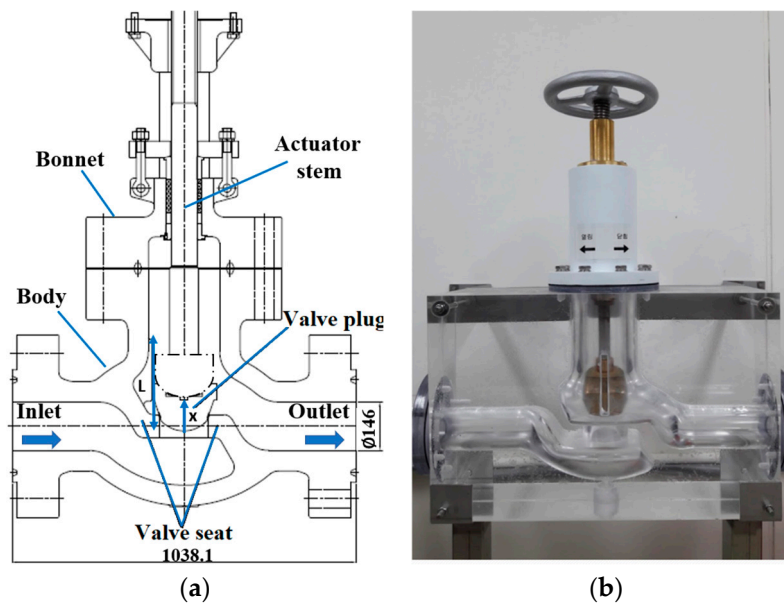 Actuator
stem
Bonnet
Body
Valve plug
L
x
Inlet
Outlet
Ø146
Valve seat
1038.1
(a)
(b)